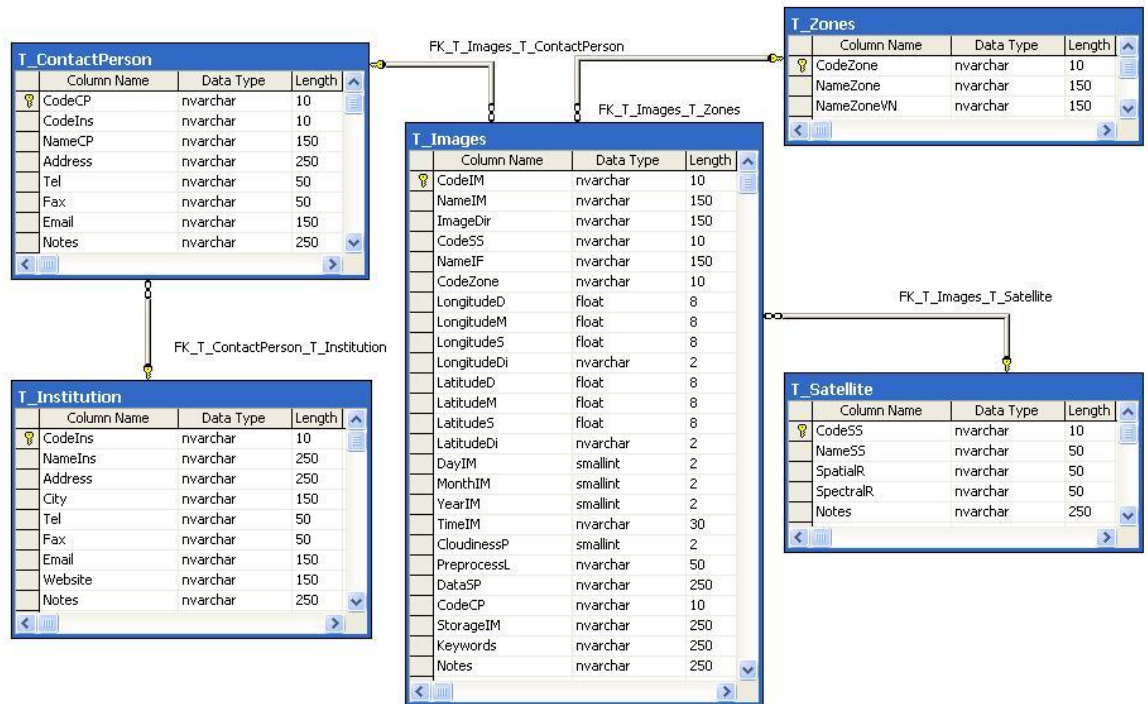 T_ContactPerson
Column Name Data Type Length
CodeCP nvarchar 10
CodeIns nvarchar 10
NameCP nvarchar 150
Address nvarchar 250
Tel nvarchar 50
Fax nvarchar 50
Email nvarchar 150
Notes nvarchar 250
FK_T_Images_T_ContactPerson
FK_T_Images_T_Zones
T_Zones
Column Name Data Type Length
CodeZone nvarchar 10
NameZone nvarchar 150
NameZoneVN nvarchar 150
T_Images
Column Name Data Type Length
CodeIM nvarchar 10
NameIM nvarchar 150
ImageDir nvarchar 150
CodeSS nvarchar 10
NameIF nvarchar 150
CodeZone nvarchar 10
LongitudeD float 8
LongitudeM float 8
LongitudeS float 8
LongitudeDi nvarchar 2
LatitudeD float 8
LatitudeM float 8
LatitudeS float 8
LatitudeDi nvarchar 2
DayIM smallint 2
MonthIM smallint 2
YearIM smallint 2
TimeIM nvarchar 30
CloudinessP smallint 2
PreprocessL nvarchar 50
DataSP nvarchar 250
CodeCP nvarchar 10
StorageIM nvarchar 250
Keywords nvarchar 250
Notes nvarchar 250
FK_T_ContactPerson_T_Institution
T_Institution
Column Name Data Type Length
CodeIns nvarchar 10
NameIns nvarchar 250
Address nvarchar 250
City nvarchar 150
Tel nvarchar 50
Fax nvarchar 50
Email nvarchar 150
Website nvarchar 150
Notes nvarchar 250
FK_T_Images_T_Satellite
T_Satellite
Column Name Data Type Length
CodeSS nvarchar 10
NameSS nvarchar 50
SpatialR nvarchar 50
SpectralR nvarchar 50
Notes nvarchar 250